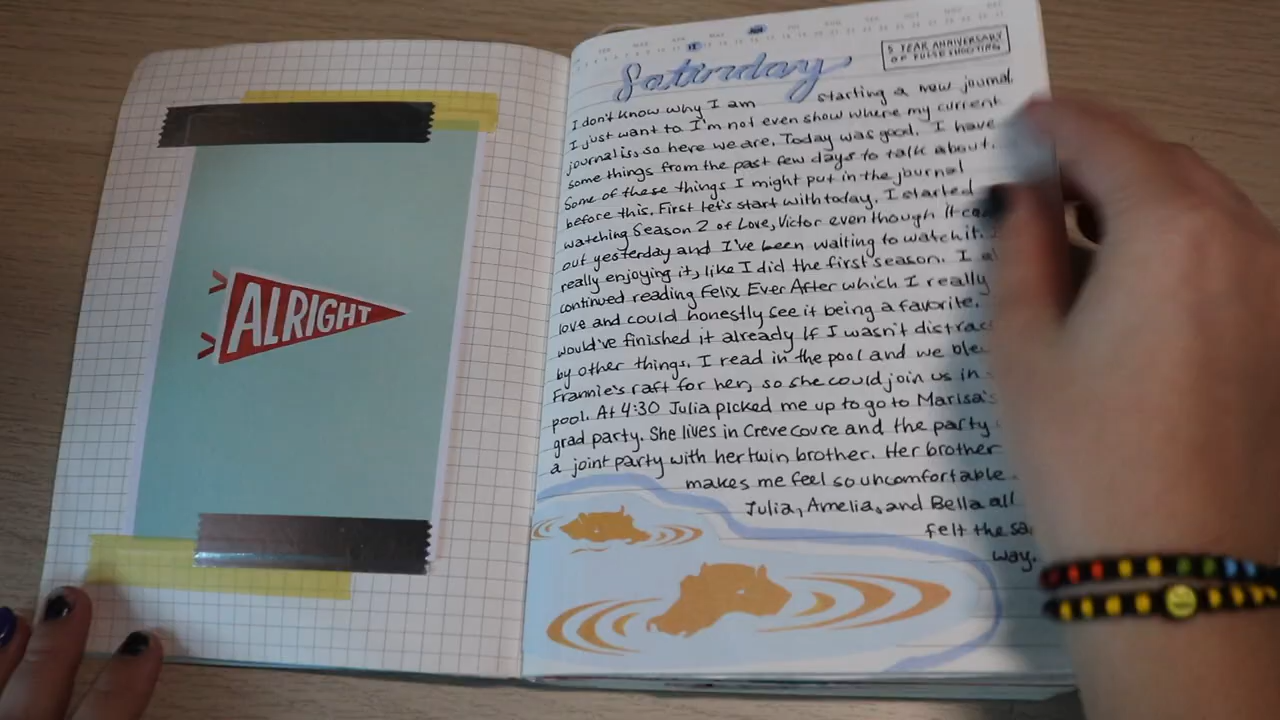 ALRIGHT
JUL
12
JUN
Saturday
5 YEAR ANNIVERSARY
OF PULSE SHOOTING
I don't know why I am starting a new journal
I just want to I'm not even show where my current
journal is, so here we are. Today was good. I have
some things from the past few days to talk about.
Some of these things I might put in the journal
before this. First let's start with today. I started
watching Season 2 of Love, Victor even though it
out yesterday and I've been waiting to watch it.
really enjoying it, like I did the first season. I
continued reading Felix Ever After which I really
love and could honestly see it being a favorite.
would've finished it already if I wasn't
by other things. I read in the pool and we
Frannie's raft for her, so she could join us in
pool. At 4:30 Julia picked me up to go to Marisa's
grad party. She lives in Creve coure and the party
a joint party with her twin brother. Her brother
makes me feel so uncomfortable.
Julia, Amelia, and Bella all
felt the
way.